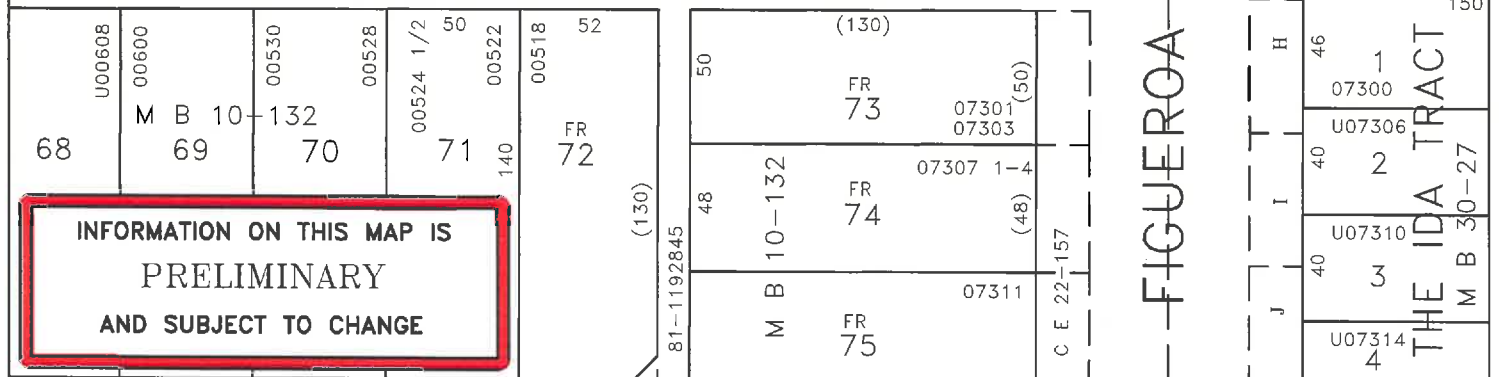 U00608
00600
00530
00528
00524 1/2
50
00522
00518
52
M B 10-132
68
69
70
71
140
FR
72
(130)
81-1192845
INFORMATION ON THIS MAP IS
PRELIMINARY
AND SUBJECT TO CHANGE
(130)
50
FR
73
(50)
07301
07303
48
M B 10-132
FR
74
07307 1-4
(48)
FR
75
07311
C E 22-157
FIGUEROA
H
I
J
150
46
1
07300
U07306
40
2
U07310
40
3
U07314
4
THE IDA TRACT
M B 30-27